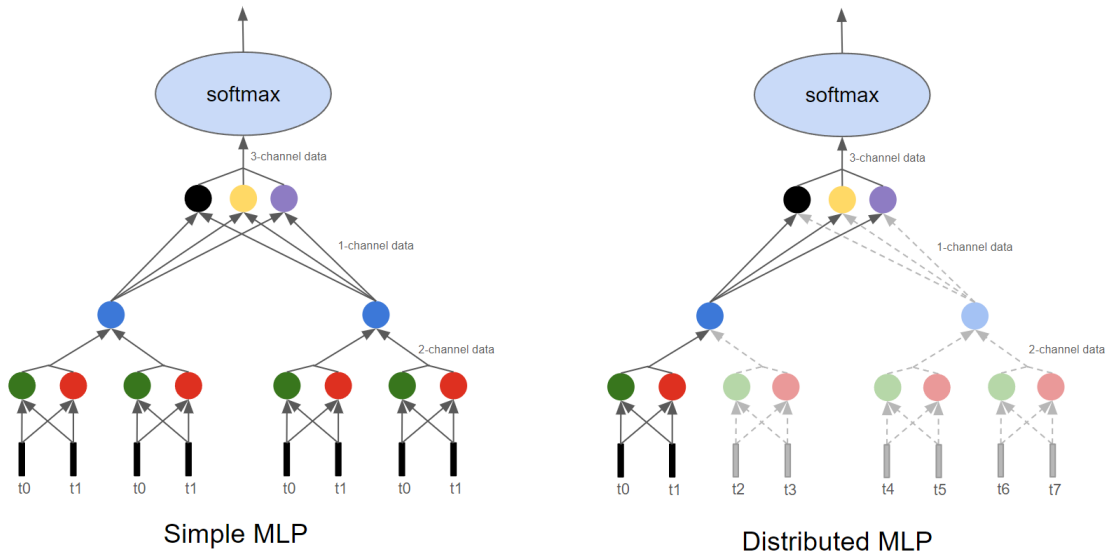 softmax
3-channel data
1-channel data
2-channel data
t0 t1 t0 t1 t0 t1 t0 t1
Simple MLP
softmax
3-channel data
1-channel data
2-channel data
t0 t1 t2 t3 t4 t5 t6 t7
Distributed MLP